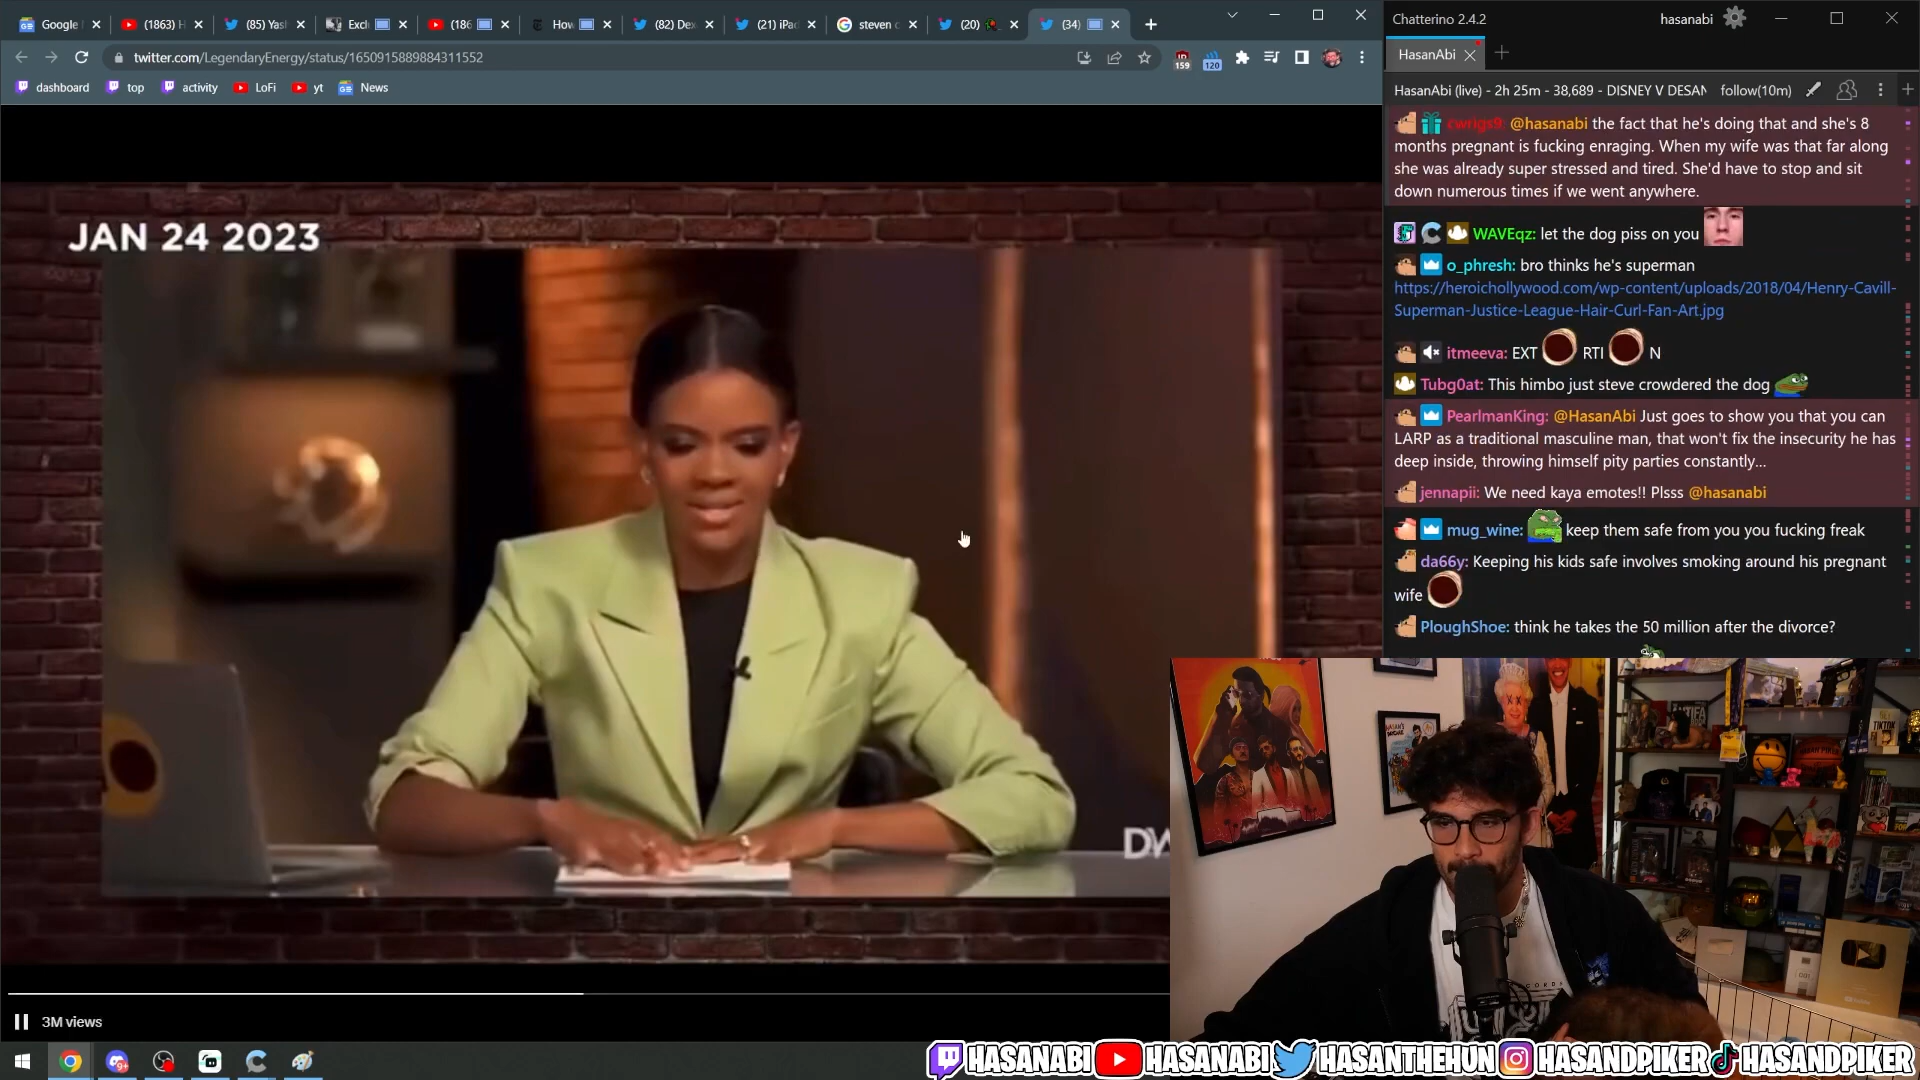 Google
(1863) H
(85) Yas
Excl
(186
How
(82) Dex
(21) iPac
steven c
(20)
(34)
twitter.com/LegendaryEnergy/status/1650915889884311552
159
120
dashboard
top
activity
LoFi
yt
News
JAN 24 2023
DW
3M views
Chatterino 2.4.2
hasanabi
HasanAbi
HasanAbi (live) - 2h 25m - 38,689 - DISNEY V DESAN
follow(10m)
cwrigs9: @hasanabi the fact that he's doing that and she's 8
months pregnant is fucking enraging. When my wife was that far along
she was already super stressed and tired. She'd have to stop and sit
down numerous times if we went anywhere.
WAVEqz: let the dog piss on you
o_phresh: bro thinks he's superman
https://heroichollywood.com/wp-content/uploads/2018/04/Henry-Cavill-
Superman-Justice-League-Hair-Curl-Fan-Art.jpg
itmeeva: EXT RTI N
Tubg0at: This himbo just steve crowdered the dog
PearlmanKing: @HasanAbi Just goes to show you that you can
LARP as a traditional masculine man, that won't fix the insecurity he has
deep inside, throwing himself pity parties constantly...
jennapii: We need kaya emotes!! Plsss @hasanabi
mug_wine: keep them safe from you you fucking freak
da66y: Keeping his kids safe involves smoking around his pregnant
wife
PloughShoe: think he takes the 50 million after the divorce?
TIKTOK
HASANABI
HASANABI
HASANTHEHUN
HASANDPIKER
HASANDPIKER